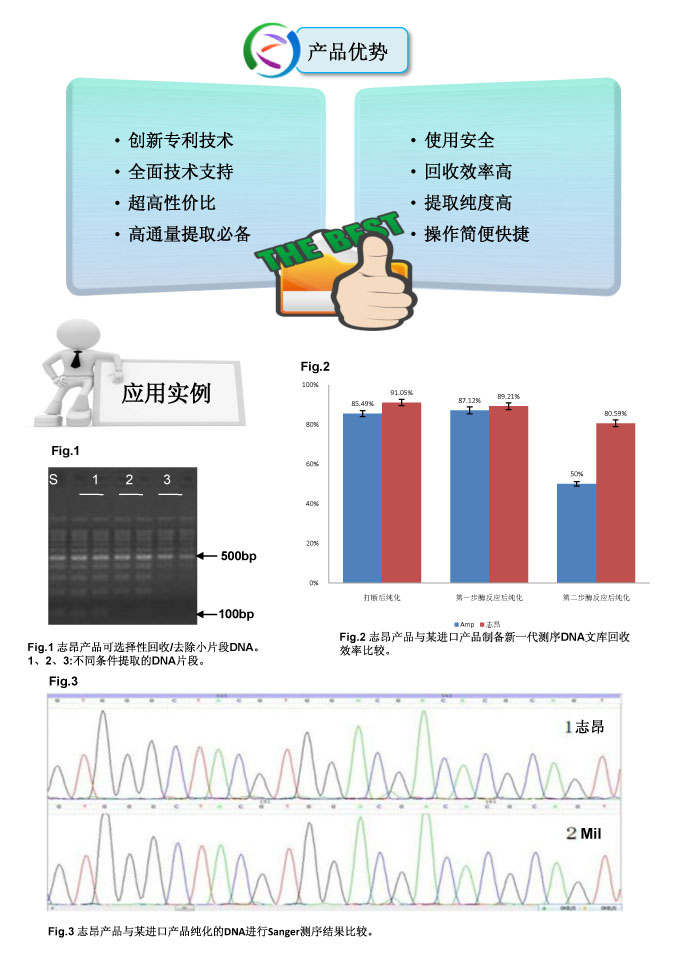 产品优势
• 创新专利技术
• 全面技术支持
• 超高性价比
• 高通量提取必备
• 使用安全
• 回收效率高
• 提取纯度高
• 操作简便快捷
THE BEST
应用实例
Fig.1
S 1 2 3
500bp
100bp
Fig.1 志昂产品可选择性回收/去除小片段DNA。
1、2、3:不同条件提取的DNA片段。
Fig.2
100%
80%
60%
40%
20%
0%
85.49%
91.05%
87.12%
89.21%
50%
80.59%
打断后纯化
第一步酶反应后纯化
第二步酶反应后纯化
Amp 志昂
Fig.2 志昂产品与某进口产品制备新一代测序DNA文库回收
效率比较。
Fig.3
G T G G G C T A C G T G G A C G A C A C G C A G T
1 志昂
G T G G G C T A C G T G G A C G A C A C G C A G T
2 Mil
Fig.3 志昂产品与某进口产品纯化的DNA进行Sanger测序结果比较。